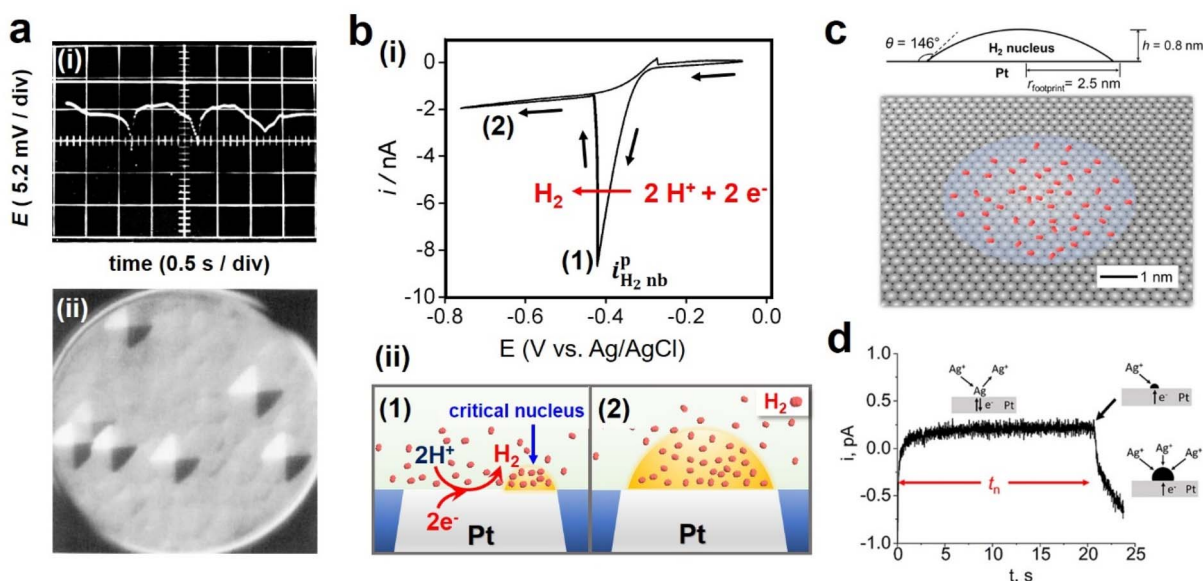 a
(i)
E ( 5.2 mV / div)
time (0.5 s / div)
(ii)
b
(i)
0
-2
-4
-6
-8
-10
i / nA
(2)
H₂ 2 H⁺ + 2 e⁻
(1)
i^p_H₂ nb
-0.8 -0.6 -0.4 -0.2 0.0
E (V vs. Ag/AgCl)
(ii)
(1)
critical nucleus
2H⁺
H₂
2e⁻
Pt
(2)
H₂
Pt
c
θ = 146°
H₂ nucleus
h = 0.8 nm
Pt
r_footprint= 2.5 nm
1 nm
d
1.0
0.5
0.0
-0.5
-1.0
i, pA
Ag⁺ Ag⁺
Ag
e⁻ Pt
Ag⁺
e⁻ Pt
Ag⁺ Ag⁺ Ag⁺
e⁻ Pt
t_n
0 5 10 15 20 25
t, s